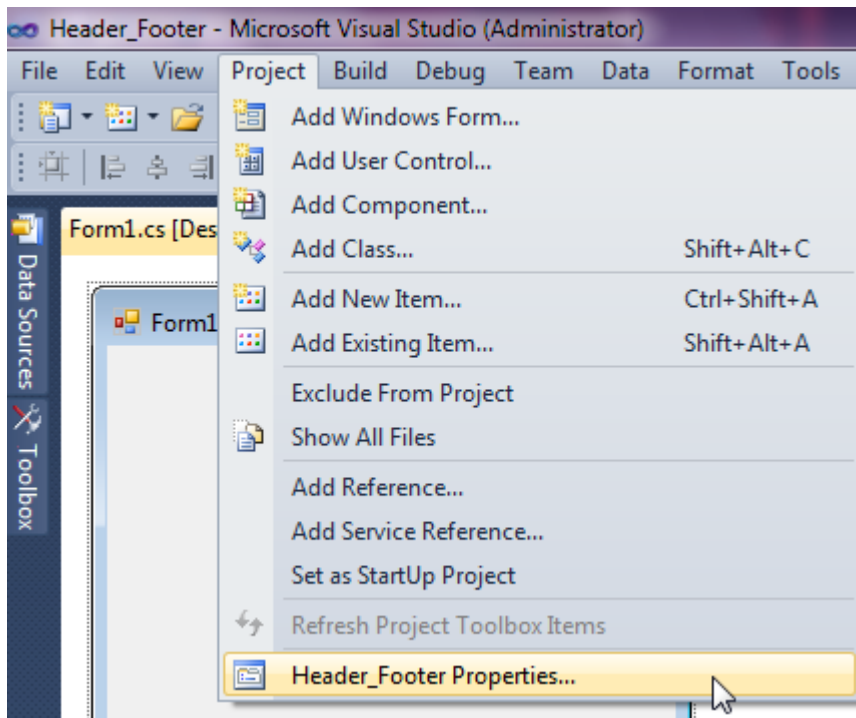 Header_Footer - Microsoft Visual Studio (Administrator)
File Edit View Project Build Debug Team Data Format Tools
Add Windows Form...
Add User Control...
Add Component...
Form1.cs [Des
Add Class... Shift+Alt+C
Add New Item... Ctrl+Shift+A
Form1
Add Existing Item... Shift+Alt+A
Data Sources
Exclude From Project
Show All Files
Toolbox
Add Reference...
Add Service Reference...
Set as StartUp Project
Refresh Project Toolbox Items
Header_Footer Properties...